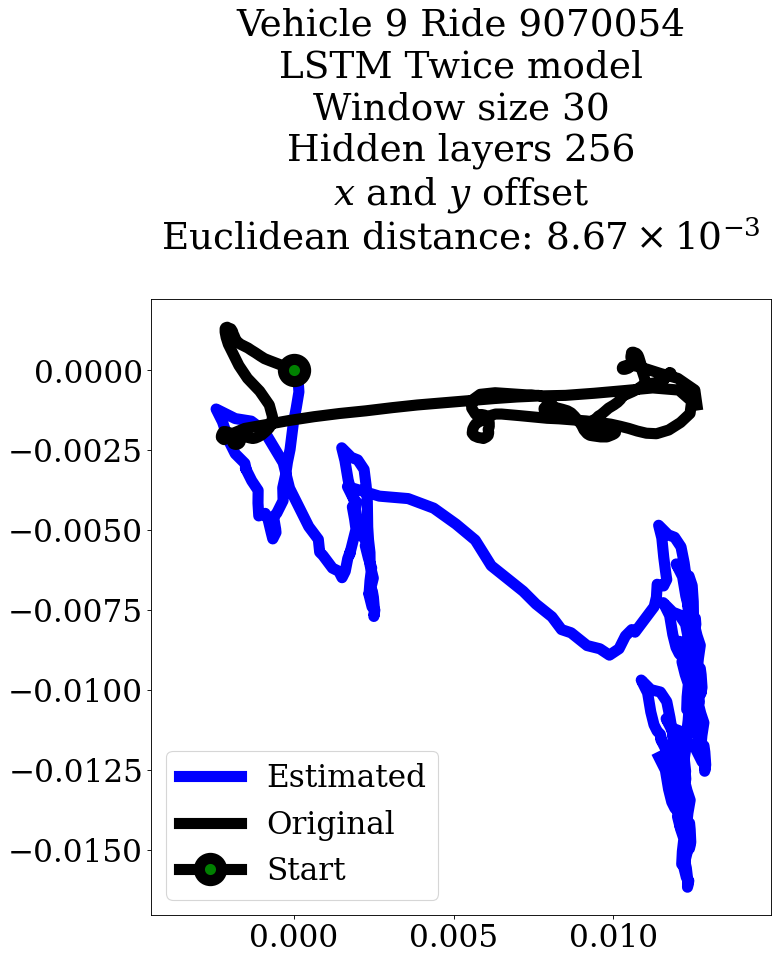 Vehicle 9 Ride 9070054
LSTM Twice model
Window size 30
Hidden layers 256
x and y offset
Euclidean distance: 8.67 × 10⁻³
0.0000
−0.0025
−0.0050
−0.0075
−0.0100
−0.0125
−0.0150
Estimated
Original
Start
0.000 0.005 0.010